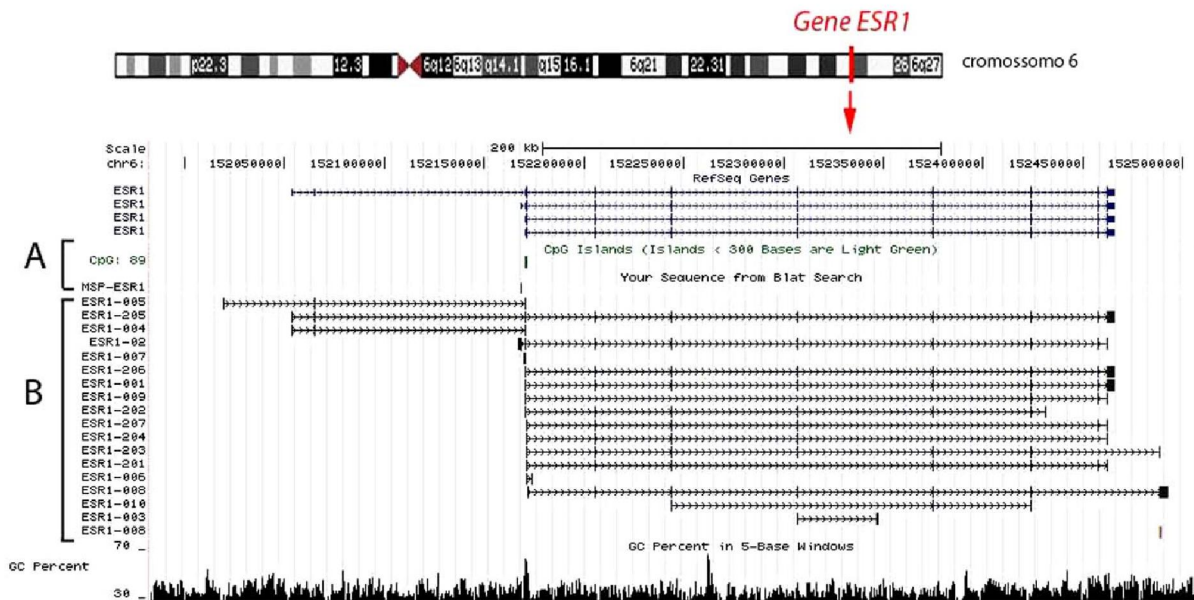 Gene ESR1
p22.3 12.3 6q12 6q13 q14.1 q15 16.1 6q21 22.31 26 6q27 cromossomo 6
Scale 200 kb
chr6: 152050000 152100000 152150000 152200000 152250000 152300000 152350000 152400000 152450000 152500000
RefSeq Genes
ESR1
ESR1
ESR1
ESR1
A
CpG Islands (Islands < 300 Bases are Light Green)
CpG: 89
Your Sequence from Blat Search
MSP-ESR1
B
ESR1-005
ESR1-205
ESR1-004
ESR1-02
ESR1-007
ESR1-206
ESR1-001
ESR1-009
ESR1-202
ESR1-207
ESR1-204
ESR1-203
ESR1-201
ESR1-006
ESR1-008
ESR1-010
ESR1-003
ESR1-008
70 _
GC Percent in 5-Base Windows
GC Percent
30 _